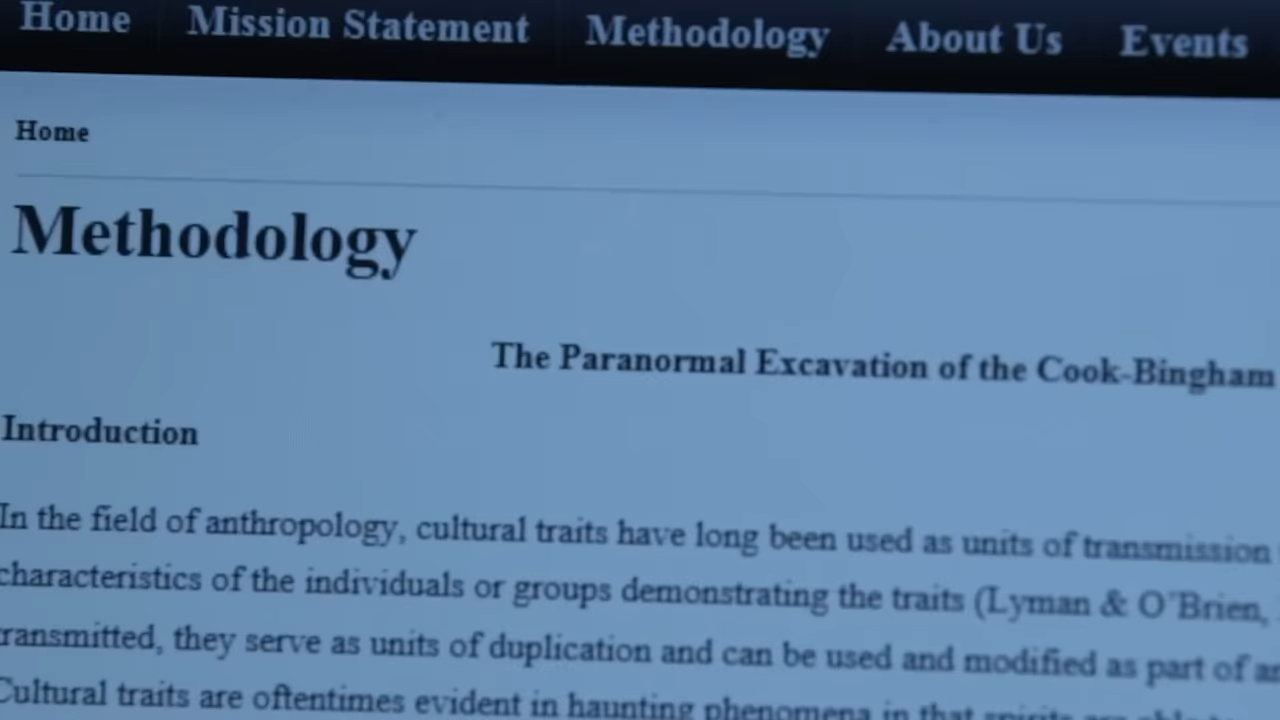 Home Mission Statement Methodology About Us Events
Home
Methodology
The Paranormal Excavation of the Cook-Bingham
Introduction
In the field of anthropology, cultural traits have long been used as units of transmission
characteristics of the individuals or groups demonstrating the traits (Lyman & O'Brien,
ransmitted, they serve as units of duplication and can be used and modified as part of a
Cultural traits are oftentimes evident in haunting phenomena in that spirits are able